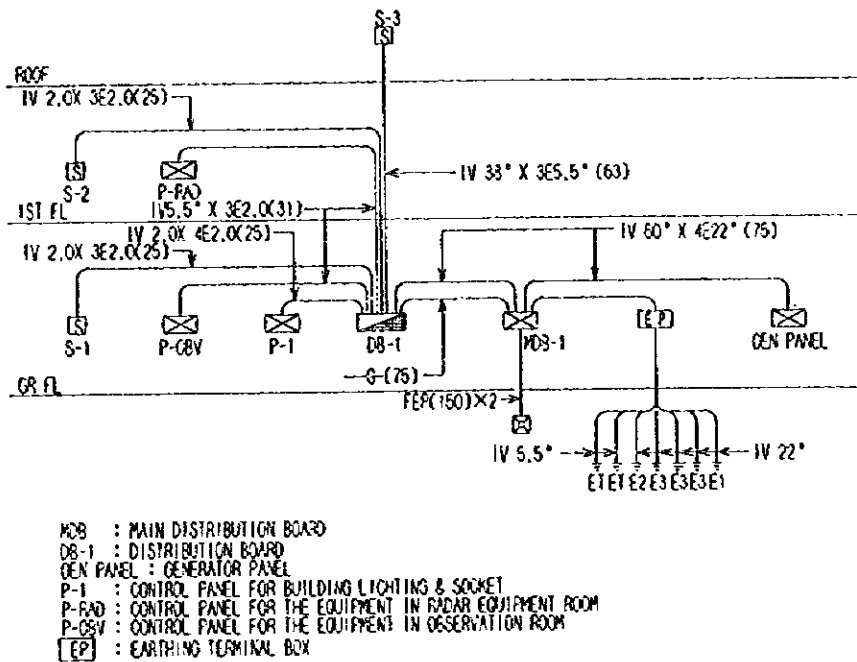 S-3
S
ROOF
IV 2.0X 3E2.0(25)
S
S-2
P-RAD
IV 38° X 3E5.5° (63)
1ST FL
IV5.5° X 3E2.0(31)
IV 2.0X 4E2.0(25)
IV 2.0X 3E2.0(25)
IV 60° X 4E22° (75)
S
S-1
P-OBV
P-1
DB-1
MDB-1
EP
GEN PANEL
G-(75)
GR FL
FEP(150)×2
IV 5.5°
IV 22°
ET ET E2 E3 E3 E3 E1
MDB : MAIN DISTRIBUTION BOARD
DB-1 : DISTRIBUTION BOARD
GEN PANEL : GENERATOR PANEL
P-1 : CONTROL PANEL FOR BUILDING LIGHTING & SOCKET
P-RAD : CONTROL PANEL FOR THE EQUIPMENT IN RADAR EQUIPMENT ROOM
P-OBV : CONTROL PANEL FOR THE EQUIPMENT IN OBSERVATION ROOM
EP : EARTHING TERMINAL BOX